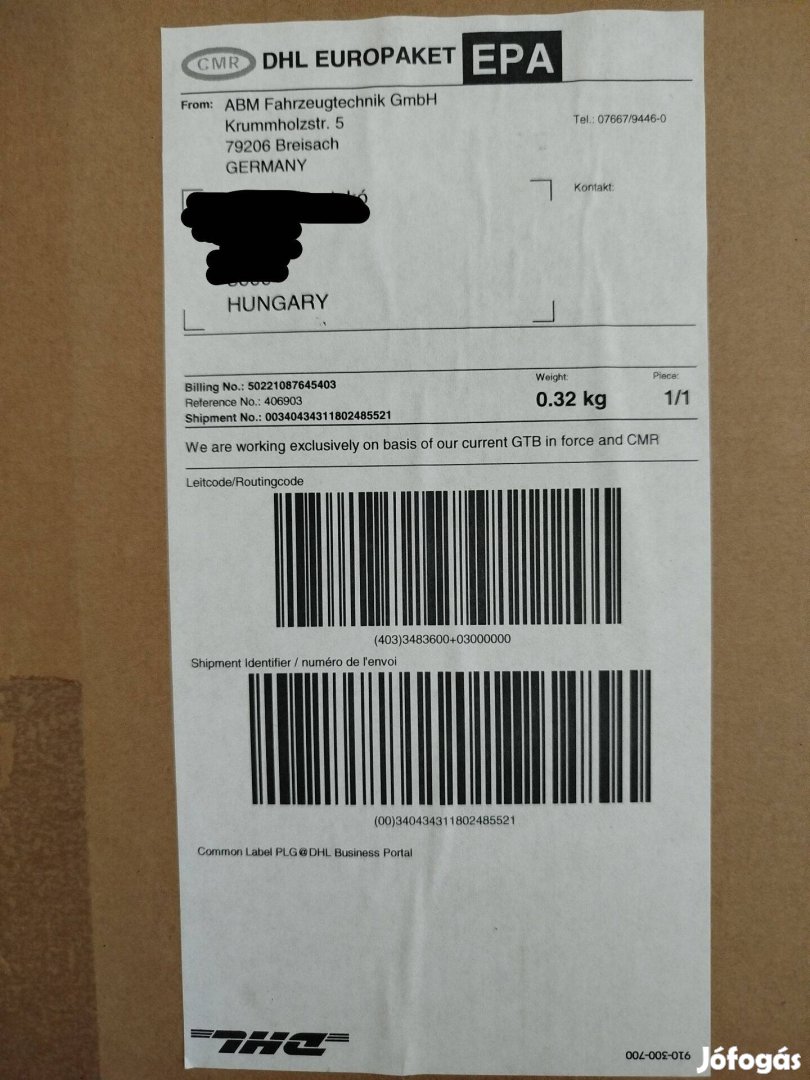 CMR DHL EUROPAKET EPA
From: ABM Fahrzeugtechnik GmbH
Krummholzstr. 5
79206 Breisach
GERMANY
Tel.: 07667/9446-0
Kontakt:
HUNGARY
Billing No.: 50221087645403
Reference No.: 406903
Shipment No.: 00340434311802485521
Weight:
0.32 kg
Piece:
1/1
We are working exclusively on basis of our current GTB in force and CMR
Leitcode/Routingcode
(403)3483600+03000000
Shipment Identifier / numéro de l'envoi
(00)340434311802485521
Common Label PLG@DHL Business Portal
DHL
910-300-700
Jófogás